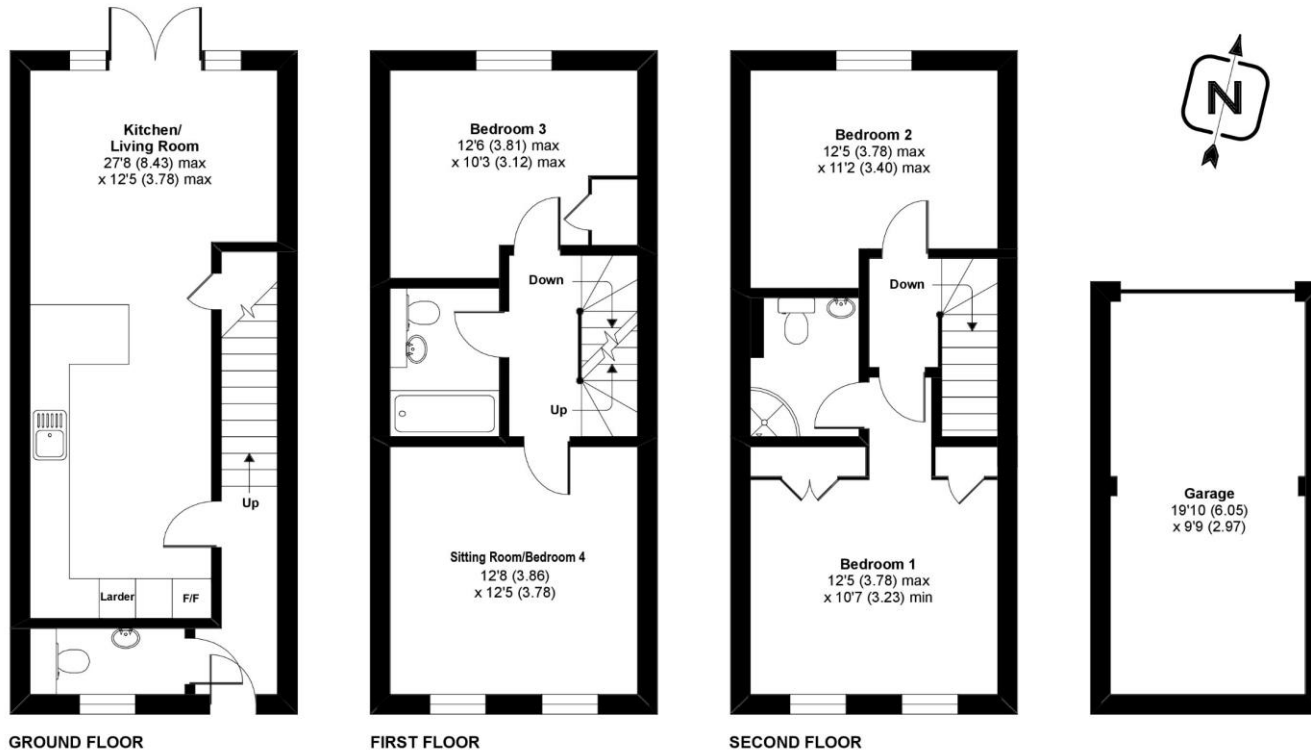 Kitchen/
Living Room
27'8 (8.43) max
x 12'5 (3.78) max
Up
Larder
F/F
GROUND FLOOR
Bedroom 3
12'6 (3.81) max
x 10'3 (3.12) max
Down
Up
Sitting Room/Bedroom 4
12'8 (3.86)
x 12'5 (3.78)
FIRST FLOOR
Bedroom 2
12'5 (3.78) max
x 11'2 (3.40) max
Down
Bedroom 1
12'5 (3.78) max
x 10'7 (3.23) min
SECOND FLOOR
N
Garage
19'10 (6.05)
x 9'9 (2.97)